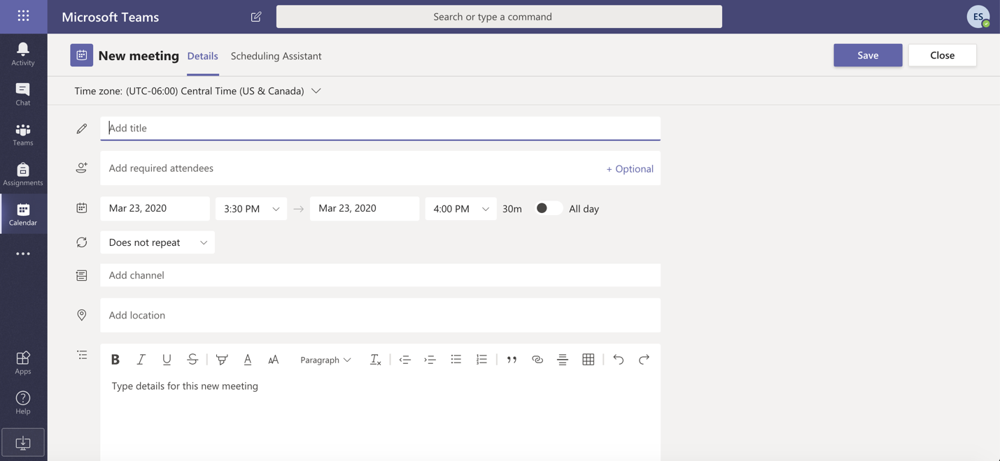 Microsoft Teams
Search or type a command
ES
Activity
Chat
Teams
Assignments
Calendar
Apps
Help
New meeting Details Scheduling Assistant
Save Close
Time zone: (UTC-06:00) Central Time (US & Canada)
Add title
Add required attendees + Optional
Mar 23, 2020 3:30 PM → Mar 23, 2020 4:00 PM 30m All day
Does not repeat
Add channel
Add location
B I U S A AA Paragraph Ix
Type details for this new meeting